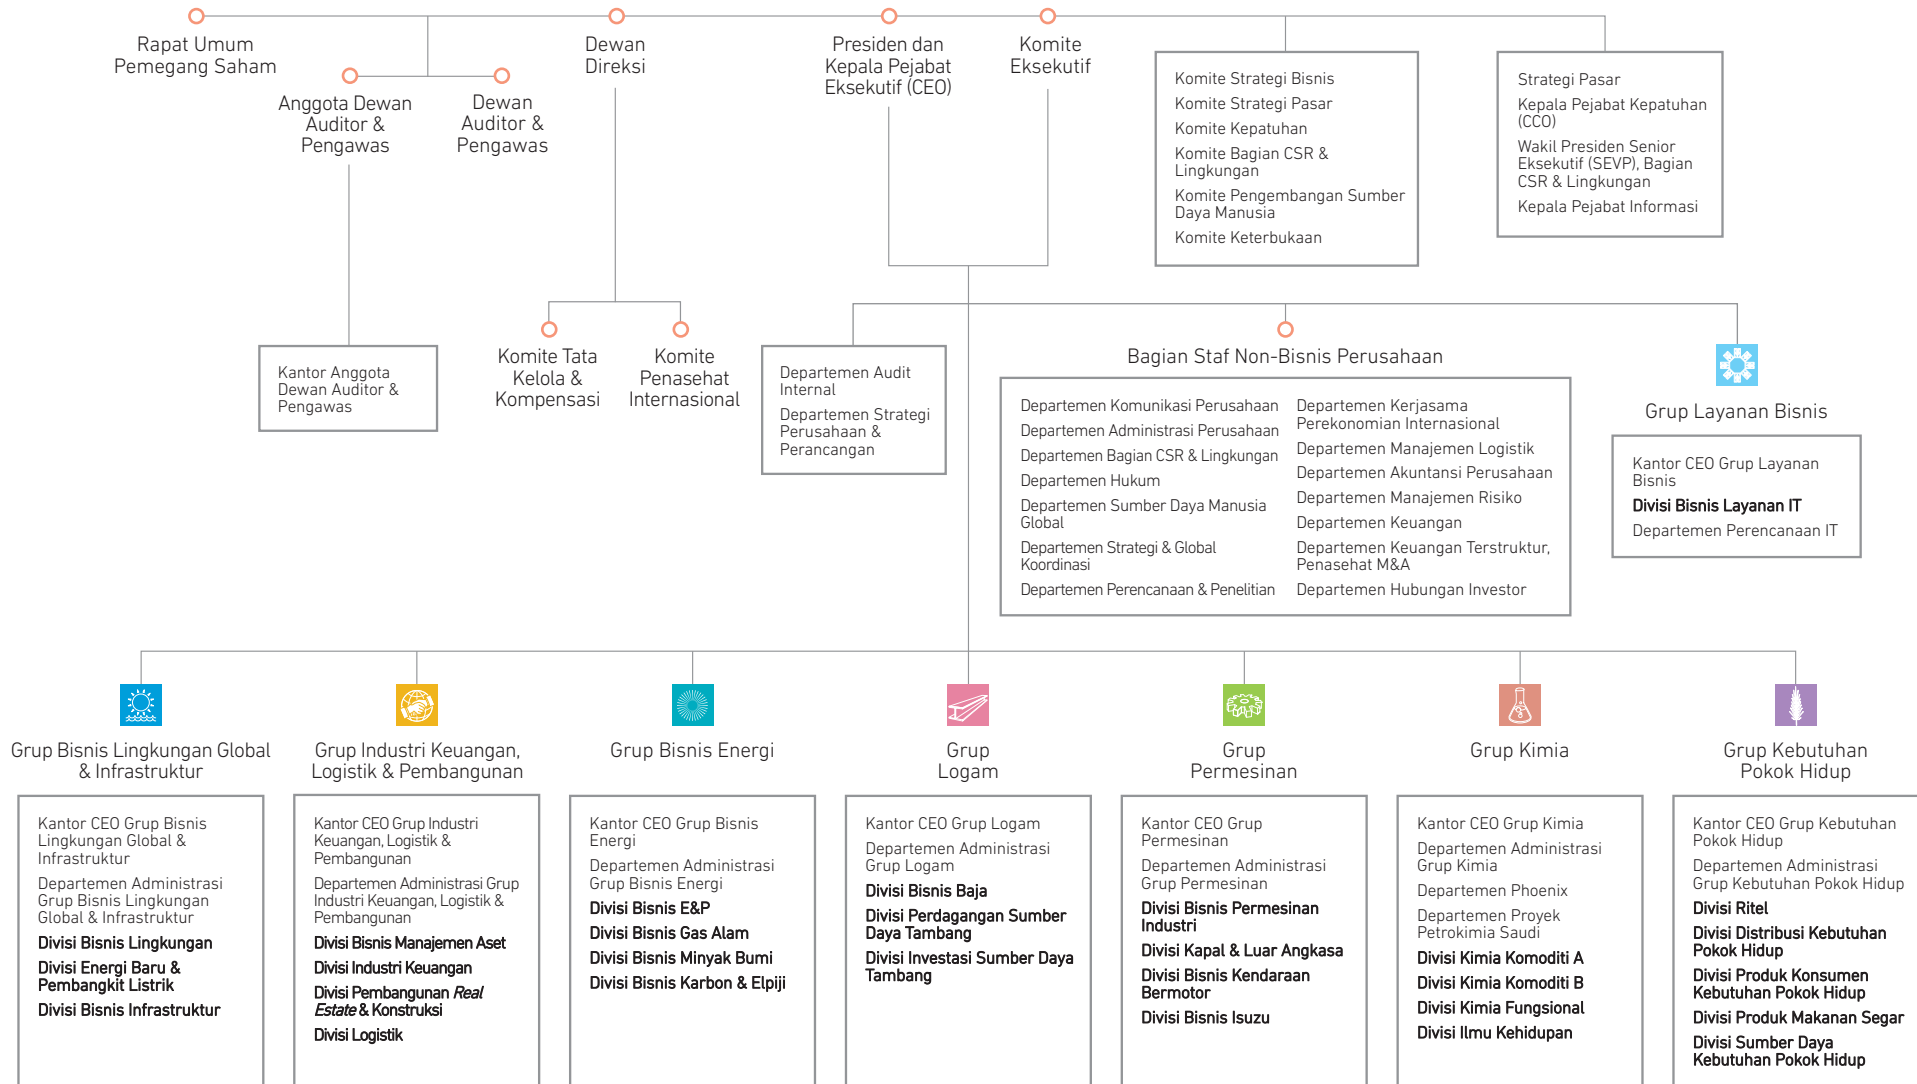 Rapat Umum
Pemegang Saham
Anggota Dewan
Auditor &
Pengawas
Dewan
Auditor &
Pengawas
Dewan
Direksi
Presiden dan
Kepala Pejabat
Eksekutif (CEO)
Komite
Eksekutif
Komite Strategi Bisnis
Komite Strategi Pasar
Komite Kepatuhan
Komite Bagian CSR &
Lingkungan
Komite Pengembangan Sumber
Daya Manusia
Komite Keterbukaan
Strategi Pasar
Kepala Pejabat Kepatuhan
(CCO)
Wakil Presiden Senior
Eksekutif (SEVP), Bagian
CSR & Lingkungan
Kepala Pejabat Informasi
Kantor Anggota
Dewan Auditor &
Pengawas
Komite Tata
Kelola &
Kompensasi
Komite
Penasehat
Internasional
Departemen Audit
Internal
Departemen Strategi
Perusahaan &
Perancangan
Bagian Staf Non-Bisnis Perusahaan
Departemen Komunikasi Perusahaan
Departemen Administrasi Perusahaan
Departemen Bagian CSR & Lingkungan
Departemen Hukum
Departemen Sumber Daya Manusia
Global
Departemen Strategi & Global
Koordinasi
Departemen Perencanaan & Penelitian
Departemen Kerjasama
Perekonomian Internasional
Departemen Manajemen Logistik
Departemen Akuntansi Perusahaan
Departemen Manajemen Risiko
Departemen Keuangan
Departemen Keuangan Terstruktur,
Penasehat M&A
Departemen Hubungan Investor
Grup Layanan Bisnis
Kantor CEO Grup Layanan
Bisnis
Divisi Bisnis Layanan IT
Departemen Perencanaan IT
Grup Bisnis Lingkungan Global
& Infrastruktur
Kantor CEO Grup Bisnis
Lingkungan Global &
Infrastruktur
Departemen Administrasi
Grup Bisnis Lingkungan
Global & Infrastruktur
Divisi Bisnis Lingkungan
Divisi Energi Baru &
Pembangkit Listrik
Divisi Bisnis Infrastruktur
Grup Industri Keuangan,
Logistik & Pembangunan
Kantor CEO Grup Industri
Keuangan, Logistik &
Pembangunan
Departemen Administrasi Grup
Industri Keuangan, Logistik &
Pembangunan
Divisi Bisnis Manajemen Aset
Divisi Industri Keuangan
Divisi Pembangunan Real
Estate & Konstruksi
Divisi Logistik
Grup Bisnis Energi
Kantor CEO Grup Bisnis
Energi
Departemen Administrasi
Grup Bisnis Energi
Divisi Bisnis E&P
Divisi Bisnis Gas Alam
Divisi Bisnis Minyak Bumi
Divisi Bisnis Karbon & Elpiji
Grup
Logam
Kantor CEO Grup Logam
Departemen Administrasi
Grup Logam
Divisi Bisnis Baja
Divisi Perdagangan Sumber
Daya Tambang
Divisi Investasi Sumber Daya
Tambang
Grup
Permesinan
Kantor CEO Grup
Permesinan
Departemen Administrasi
Grup Permesinan
Divisi Bisnis Permesinan
Industri
Divisi Kapal & Luar Angkasa
Divisi Bisnis Kendaraan
Bermotor
Divisi Bisnis Isuzu
Grup Kimia
Kantor CEO Grup Kimia
Departemen Administrasi
Grup Kimia
Departemen Phoenix
Departemen Proyek
Petrokimia Saudi
Divisi Kimia Komoditi A
Divisi Kimia Komoditi B
Divisi Kimia Fungsional
Divisi Ilmu Kehidupan
Grup Kebutuhan
Pokok Hidup
Kantor CEO Grup Kebutuhan
Pokok Hidup
Departemen Administrasi
Grup Kebutuhan Pokok Hidup
Divisi Ritel
Divisi Distribusi Kebutuhan
Pokok Hidup
Divisi Produk Konsumen
Kebutuhan Pokok Hidup
Divisi Produk Makanan Segar
Divisi Sumber Daya
Kebutuhan Pokok Hidup